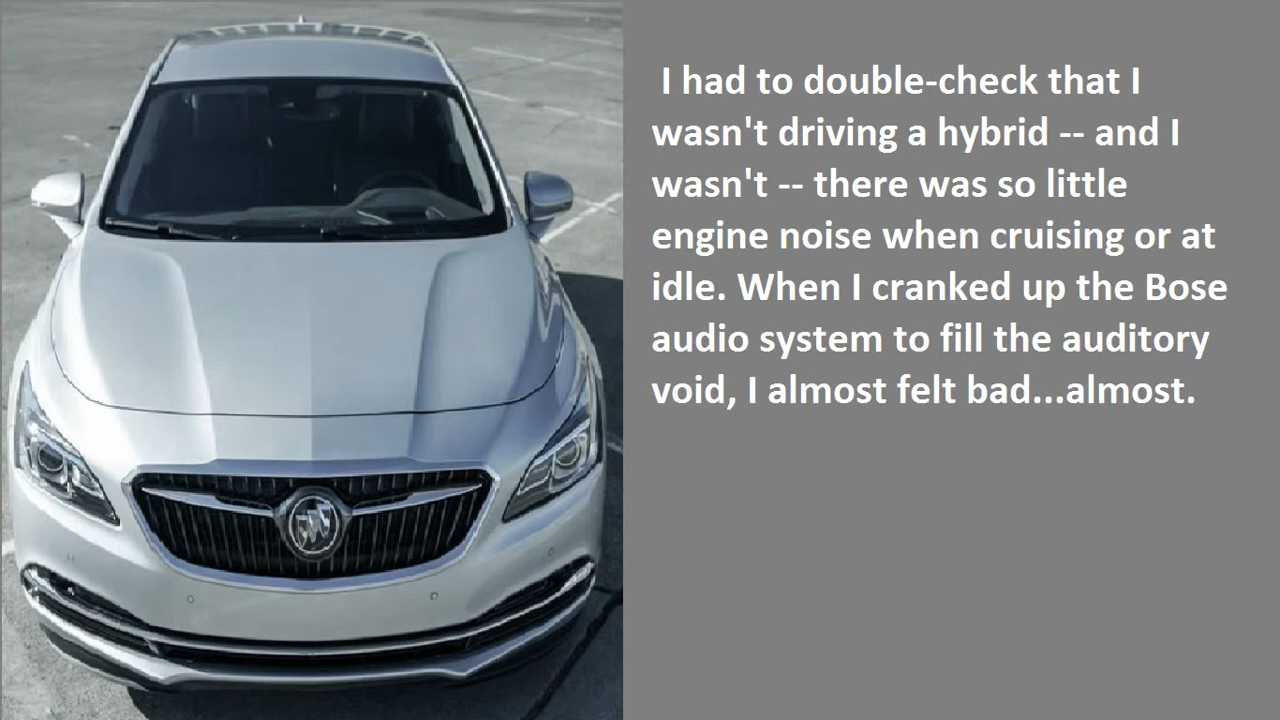 I had to double-check that I
wasn't driving a hybrid -- and I
wasn't -- there was so little
engine noise when cruising or at
idle. When I cranked up the Bose
audio system to fill the auditory
void, I almost felt bad...almost.